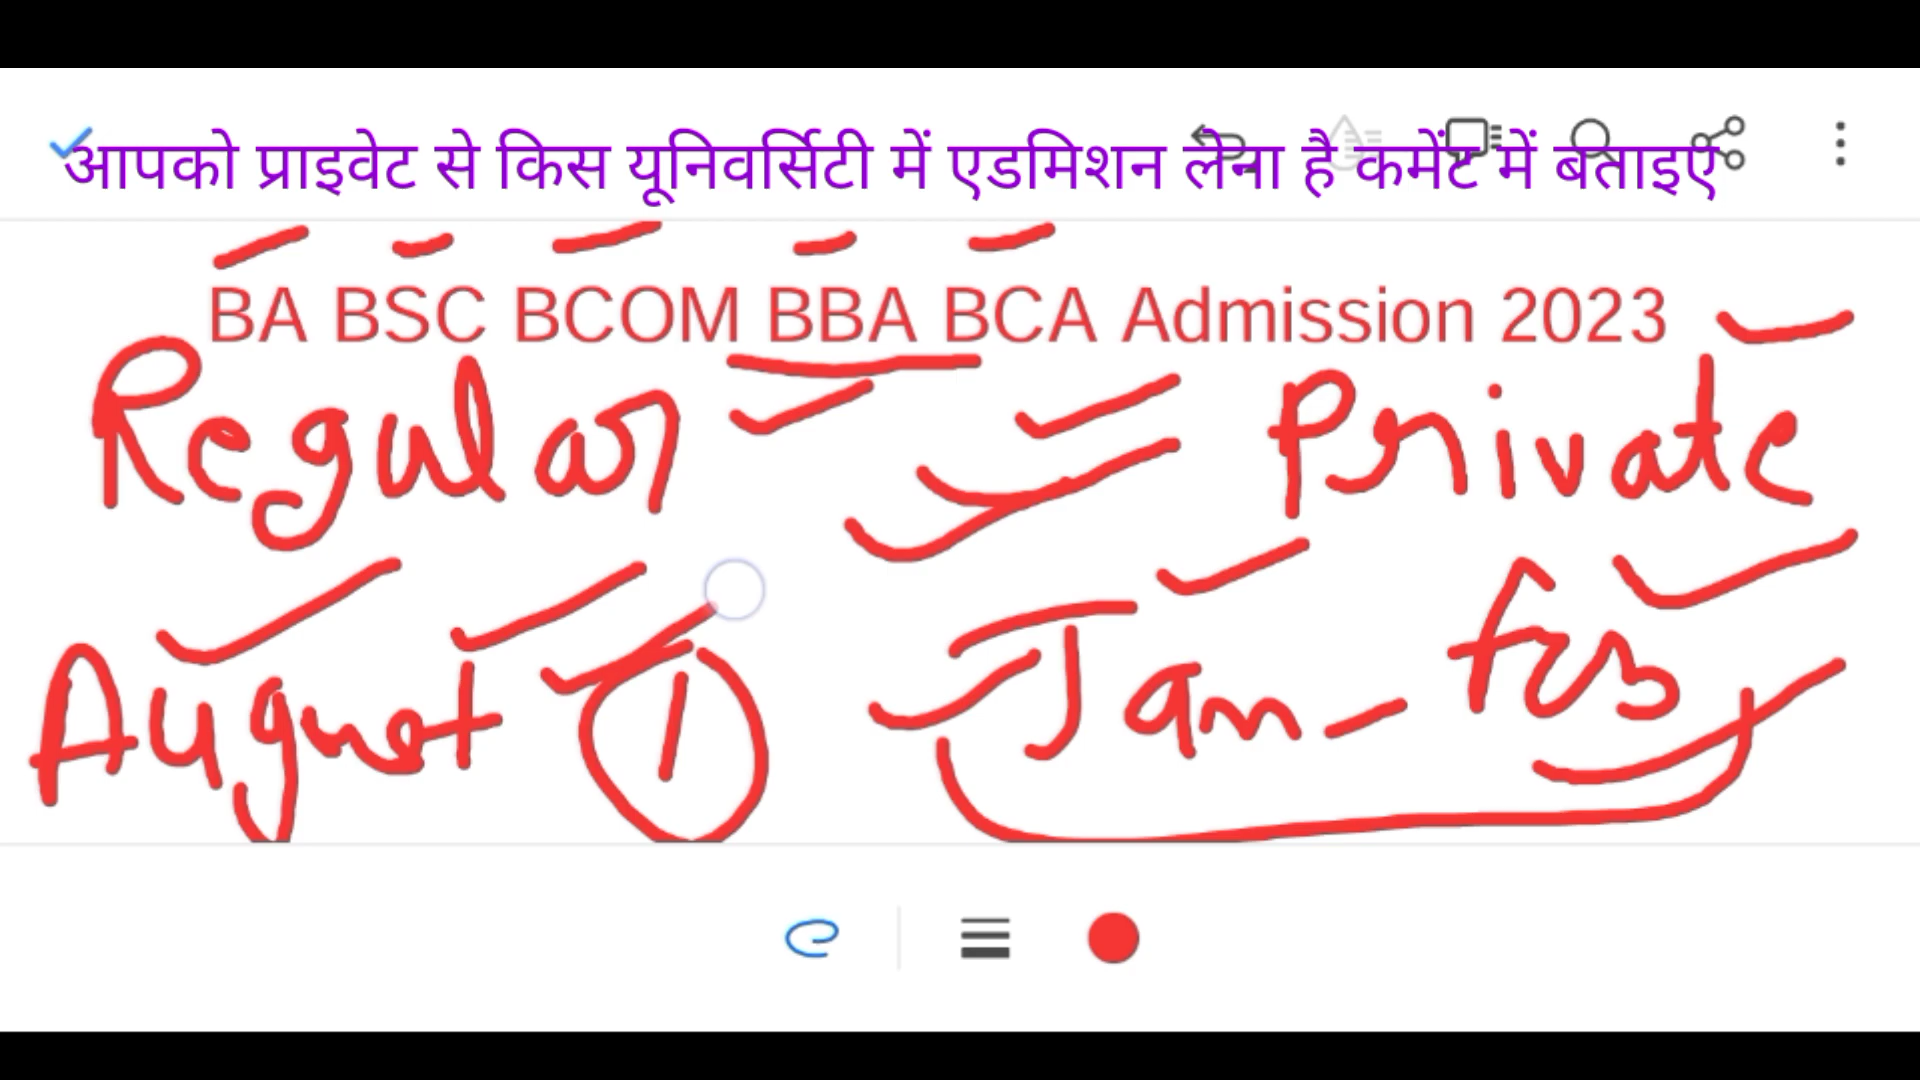 आपको प्राइवेट से किस यूनिवर्सिटी में एडमिशन लेना है कमेंट में बताइए
BA BSC BCOM BBA BCA Admission 2023
Regular Private
August 1 Jan - feb